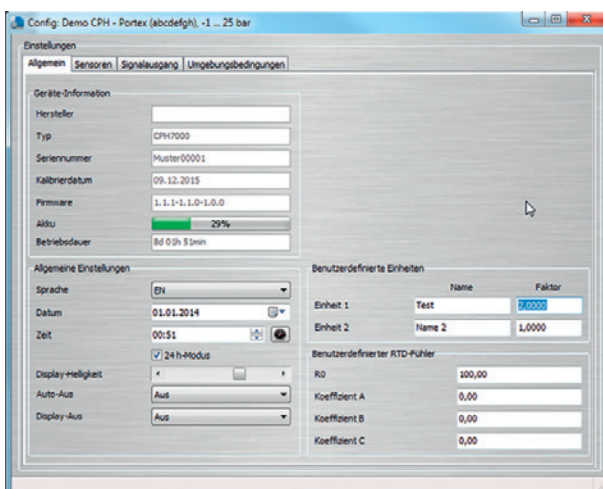 Config: Demo CPH - Portex (abcdefgh), -1 ... 25 bar
Einstellungen
Allgemein Sensoren Signalausgang Umgebungsbedingungen
Geräte-Information
Hersteller
Typ CPH7000
Seriennummer Muster00001
Kalibrierdatum 09.12.2015
Firmware 1.1.1-1.1.0-1.0.0
Akku 29%
Betriebsdauer 8d 01h 51min
Allgemeine Einstellungen
Sprache EN
Datum 01.01.2014
Zeit 00:51
24 h-Modus
Display-Helligkeit
Auto-Aus Aus
Display-Aus Aus
Benutzerdefinierte Einheiten
Name Faktor
Einheit 1 Test 2,0000
Einheit 2 Name 2 1,0000
Benutzerdefinierter RTD-Fühler
R0 100,00
Koeffizient A 0,00
Koeffizient B 0,00
Koeffizient C 0,00